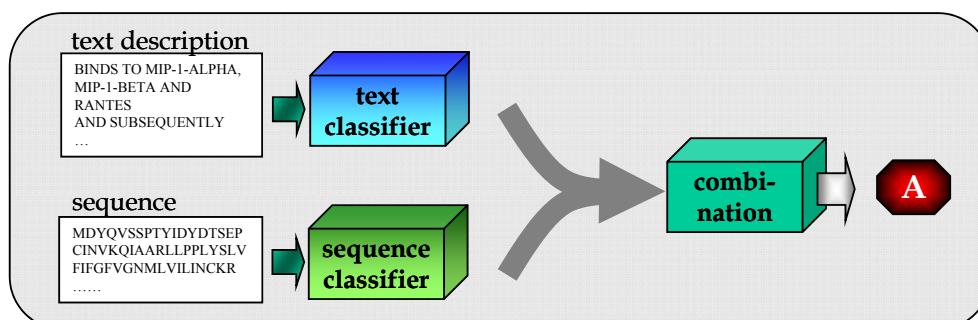 text description
BINDS TO MIP-1-ALPHA,
MIP-1-BETA AND
RANTES
AND SUBSEQUENTLY
…
text
classifier
sequence
MDYQVSSPTYIDYDTSEP
CINVKQIAARLLPPLYSLV
FIFGFVGNMLVILINCKR
……
sequence
classifier
combi-
nation
A